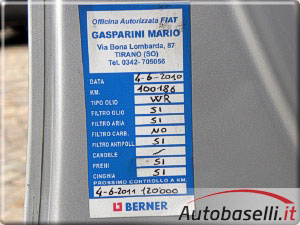 Officina Autorizzata FIAT
GASPARINI MARIO
Via Bona Lombarda, 87
TIRANO (SO)
Tel. 0342- 705056
DATA 4-6-2010
KM. 100186
TIPO OLIO WR
FILTRO OLIO SI
FILTRO ARIA SI
FILTRO CARB. NO
FILTRO ANTIPOLL. SI
CANDELE /
FRENI SI
CINGHIA SI
PROSSIMO CONTROLLO A KM.
4-6-2011 120000
BERNER
Autobaselli.it